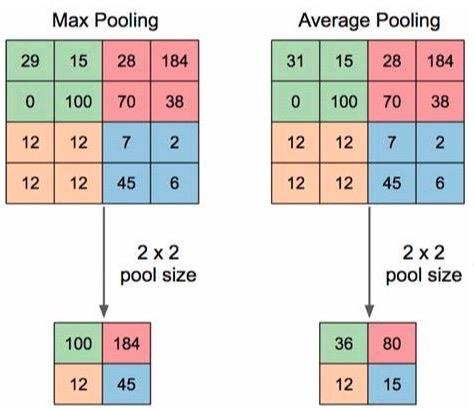 Max Pooling
29 15 28 184
0 100 70 38
12 12 7 2
12 12 45 6
2 x 2
pool size
100 184
12 45
Average Pooling
31 15 28 184
0 100 70 38
12 12 7 2
12 12 45 6
2 x 2
pool size
36 80
12 15